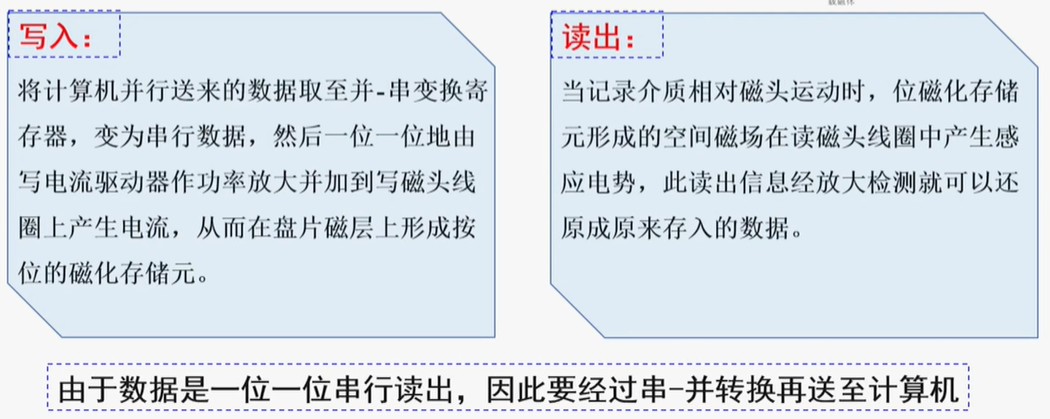 写入：
将计算机并行送来的数据取至并-串变换寄
存器，变为串行数据，然后一位一位地由
写电流驱动器作功率放大并加到写磁头线
圈上产生电流，从而在盘片磁层上形成按
位的磁化存储元。
读出：
当记录介质相对磁头运动时，位磁化存储
元形成的空间磁场在读磁头线圈中产生感
应电势，此读出信息经放大检测就可以还
原成原来存入的数据。
由于数据是一位一位串行读出，因此要经过串-并转换再送至计算机